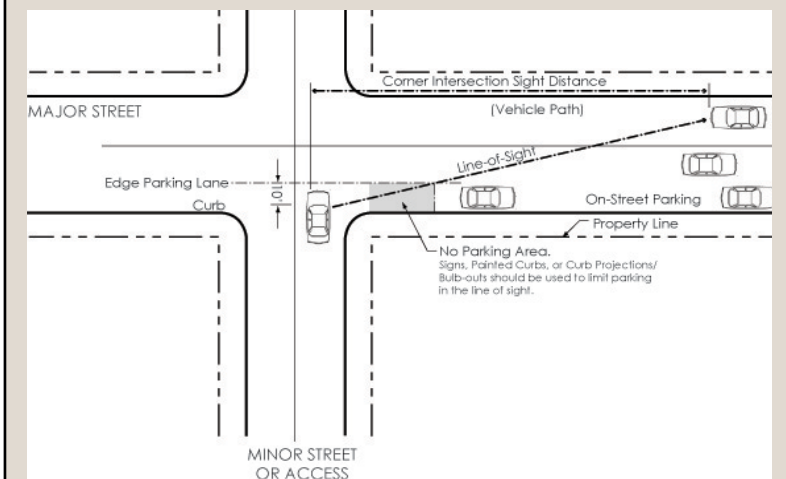 Corner Intersection Sight Distance
MAJOR STREET
(Vehicle Path)
Line-of-Sight
Edge Parking Lane
10'
Curb
On-Street Parking
Property Line
No Parking Area.
Signs, Painted Curbs, or Curb Projections/
Bulb-outs should be used to limit parking
in the line of sight.
MINOR STREET
OR ACCESS